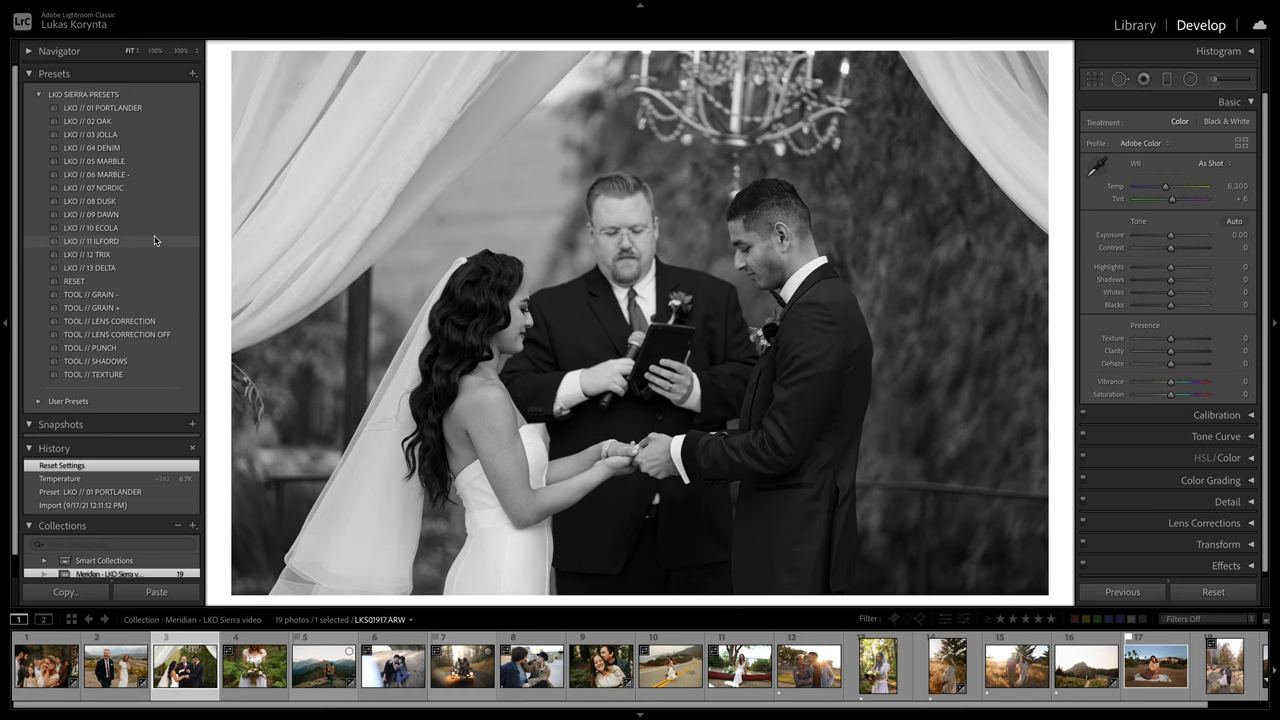 LrC
Adobe Lightroom Classic
Lukas Korynta
Library | Develop
Navigator FIT 100% 300%
Presets
LKO SIERRA PRESETS
LKO // 01 PORTLANDER
LKO // 02 OAK
LKO // 03 JOLLA
LKO // 04 DENIM
LKO // 05 MARBLE
LKO // 06 MARBLE -
LKO // 07 NORDIC
LKO // 08 DUSK
LKO // 09 DAWN
LKO // 10 ECOLA
LKO // 11 ILFORD
LKO // 12 TRIX
LKO // 13 DELTA
RESET
TOOL // GRAIN -
TOOL // GRAIN +
TOOL // LENS CORRECTION
TOOL // LENS CORRECTION OFF
TOOL // PUNCH
TOOL // SHADOWS
TOOL // TEXTURE
User Presets
Snapshots
History
Reset Settings
Temperature +362 6.7K
Preset: LKO // 01 PORTLANDER
Import (9/17/21 12:11:12 PM)
Collections
Smart Collections
Meridian - LKO Sierra v... 19
Copy... Paste
Histogram
Basic
Treatment : Color Black & White
Profile : Adobe Color
WB : As Shot
Temp 6,300
Tint + 6
Tone Auto
Exposure 0.00
Contrast 0
Highlights 0
Shadows 0
Whites 0
Blacks 0
Presence
Texture 0
Clarity 0
Dehaze 0
Vibrance 0
Saturation 0
Calibration
Tone Curve
HSL / Color
Color Grading
Detail
Lens Corrections
Transform
Effects
Previous Reset
1 2 Collection : Meridian - LKO Sierra video 19 photos / 1 selected / LKS01917.ARW Filter : Filters Off
1 2 3 4 5 6 7 8 9 10 11 12 13 14 15 16 17 18